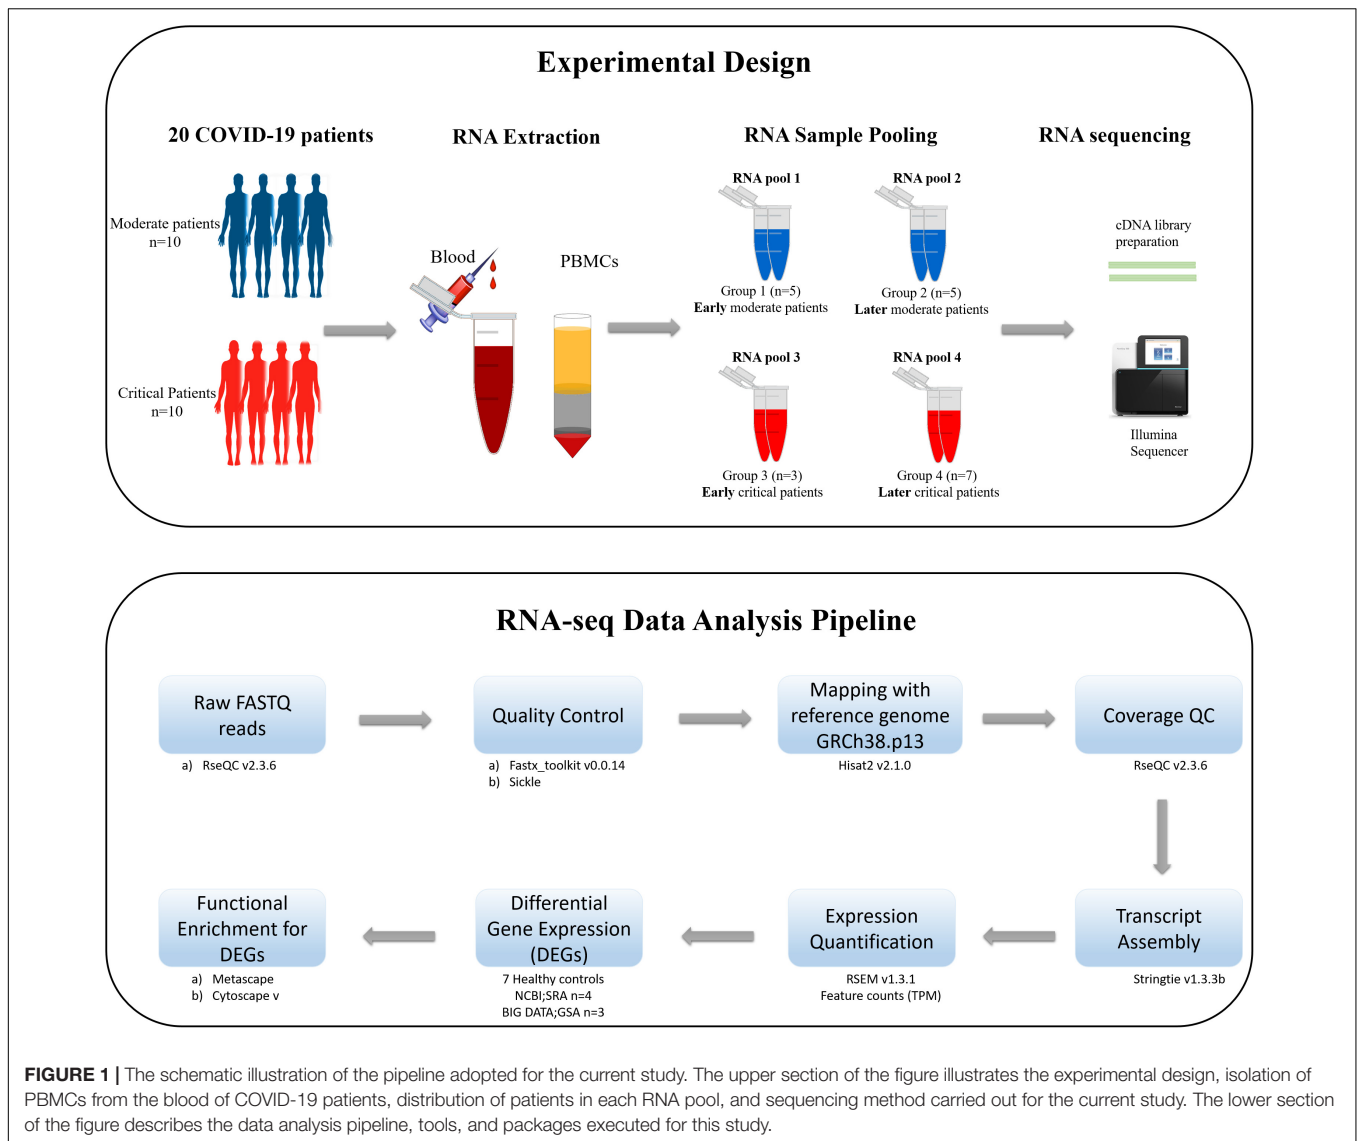 Experimental Design
20 COVID-19 patients
RNA Extraction
RNA Sample Pooling
RNA sequencing
Moderate patients
n=10
Critical Patients
n=10
Blood
PBMCs
RNA pool 1
Group 1 (n=5)
Early moderate patients
RNA pool 2
Group 2 (n=5)
Later moderate patients
RNA pool 3
Group 3 (n=3)
Early critical patients
RNA pool 4
Group 4 (n=7)
Later critical patients
cDNA library
preparation
Illumina
Sequencer
RNA-seq Data Analysis Pipeline
Raw FASTQ
reads
a) RseQC v2.3.6
Quality Control
a) Fastx_toolkit v0.0.14
b) Sickle
Mapping with
reference genome
GRCh38.p13
Hisat2 v2.1.0
Coverage QC
RseQC v2.3.6
Transcript
Assembly
Stringtie v1.3.3b
Expression
Quantification
RSEM v1.3.1
Feature counts (TPM)
Differential
Gene Expression
(DEGs)
7 Healthy controls
NCBI;SRA n=4
BIG DATA;GSA n=3
Functional
Enrichment for
DEGs
a) Metascape
b) Cytoscape v
FIGURE 1 | The schematic illustration of the pipeline adopted for the current study. The upper section of the figure illustrates the experimental design, isolation of
PBMCs from the blood of COVID-19 patients, distribution of patients in each RNA pool, and sequencing method carried out for the current study. The lower section
of the figure describes the data analysis pipeline, tools, and packages executed for this study.